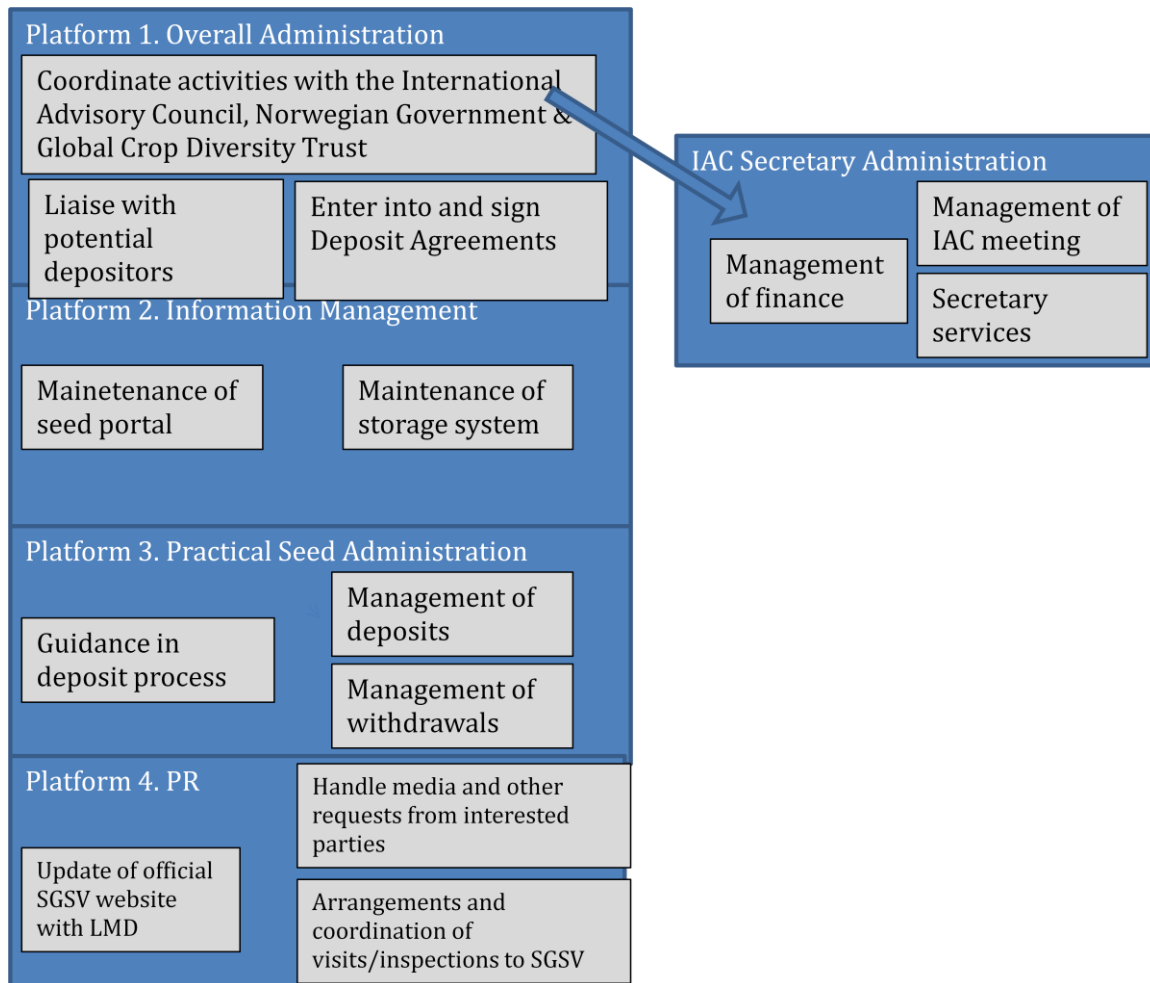 Platform 1. Overall Administration
Coordinate activities with the International
Advisory Council, Norwegian Government &
Global Crop Diversity Trust
Liaise with
potential
depositors
Enter into and sign
Deposit Agreements
IAC Secretary Administration
Management of
IAC meeting
Management
of finance
Secretary
services
Platform 2. Information Management
Mainetenance of
seed portal
Maintenance of
storage system
Platform 3. Practical Seed Administration
Guidance in
deposit process
Management of
deposits
Management of
withdrawals
Platform 4. PR
Handle media and other
requests from interested
parties
Update of official
SGSV website
with LMD
Arrangements and
coordination of
visits/inspections to SGSV